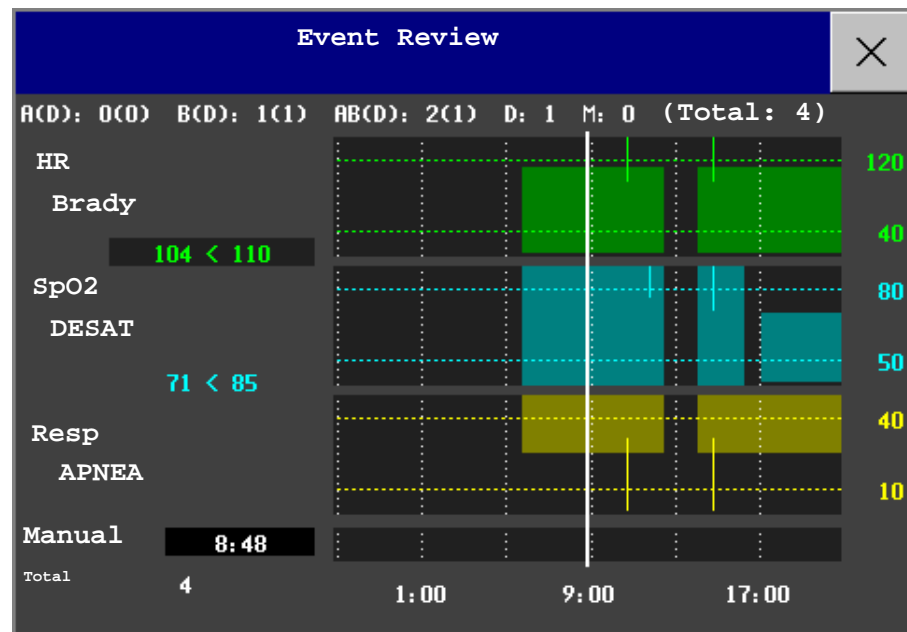 Event Review
A(D): 0(0) B(D): 1(1) AB(D): 2(1) D: 1 M: 0 (Total: 4)
HR
120
Brady
40
104 < 110
SpO2
80
DESAT
50
71 < 85
40
Resp
APNEA
10
Manual 8:48
Total 4
1:00 9:00 17:00